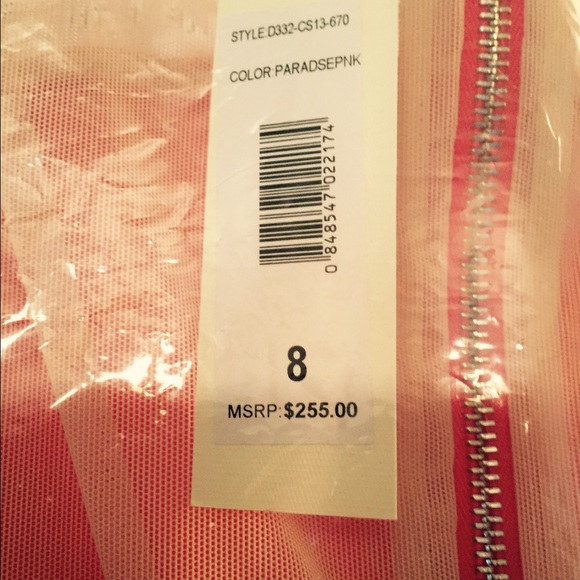 STYLE:D332-CS13-670
COLOR:PARADSEPNK
0 848547 022174
8
MSRP:$255.00